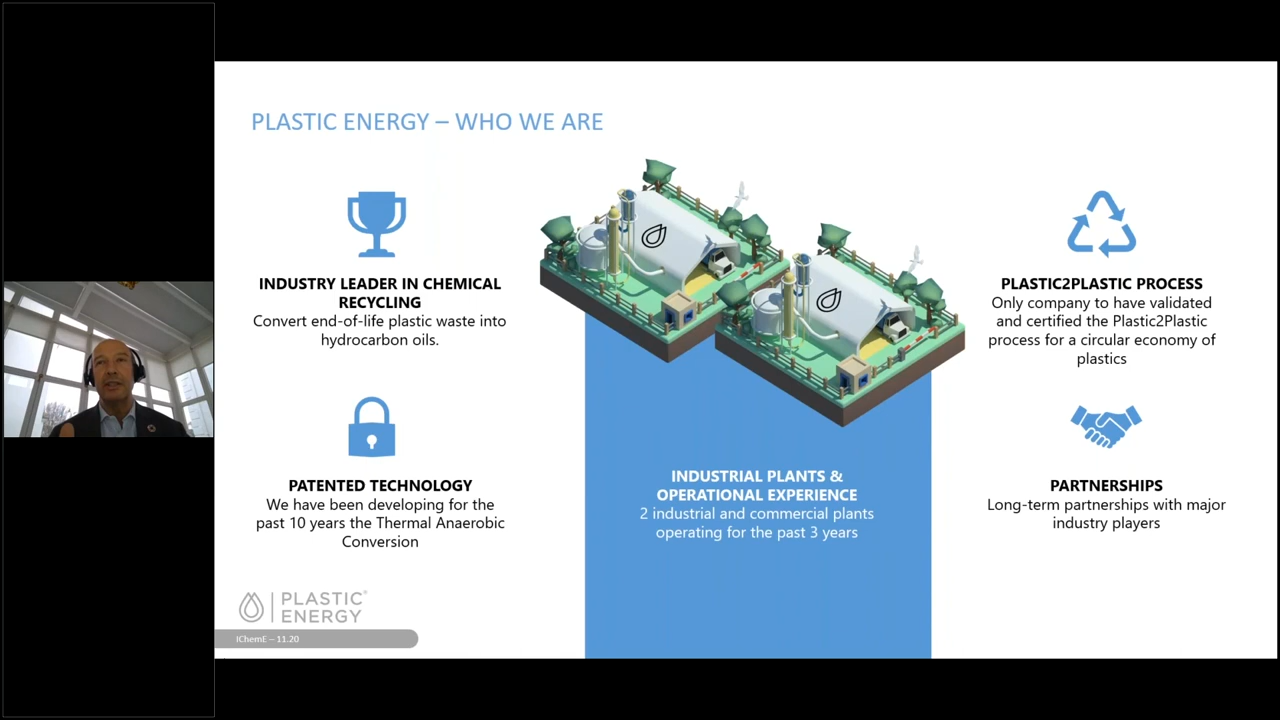 PLASTIC ENERGY – WHO WE ARE
INDUSTRY LEADER IN CHEMICAL
RECYCLING
Convert end-of-life plastic waste into
hydrocarbon oils.
PATENTED TECHNOLOGY
We have been developing for the
past 10 years the Thermal Anaerobic
Conversion
INDUSTRIAL PLANTS &
OPERATIONAL EXPERIENCE
2 industrial and commercial plants
operating for the past 3 years
PLASTIC2PLASTIC PROCESS
Only company to have validated
and certified the Plastic2Plastic
process for a circular economy of
plastics
PARTNERSHIPS
Long-term partnerships with major
industry players
PLASTIC®
ENERGY
IChemE – 11.20